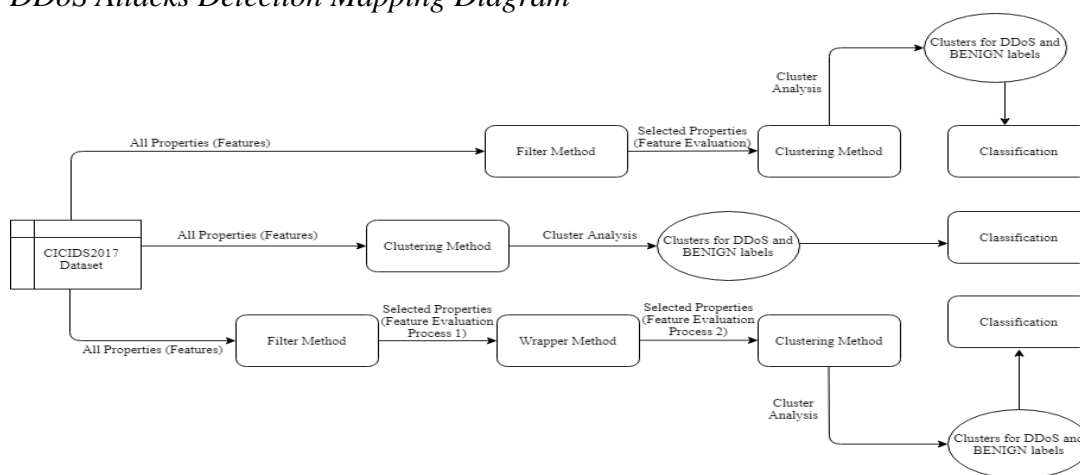 DDoS Attacks Detection Mapping Diagram
Clusters for DDoS and
BENIGN labels
Cluster
Analysis
All Properties (Features)
Filter Method
Selected Properties
(Feature Evaluation)
Clustering Method
Classification
CICIDS2017
Dataset
All Properties (Features)
Clustering Method
Cluster Analysis
Clusters for DDoS and
BENIGN labels
Classification
All Properties (Features)
Filter Method
Selected Properties
(Feature Evaluation
Process 1)
Wrapper Method
Selected Properties
(Feature Evaluation
Process 2)
Clustering Method
Classification
Cluster
Analysis
Clusters for DDoS and
BENIGN labels